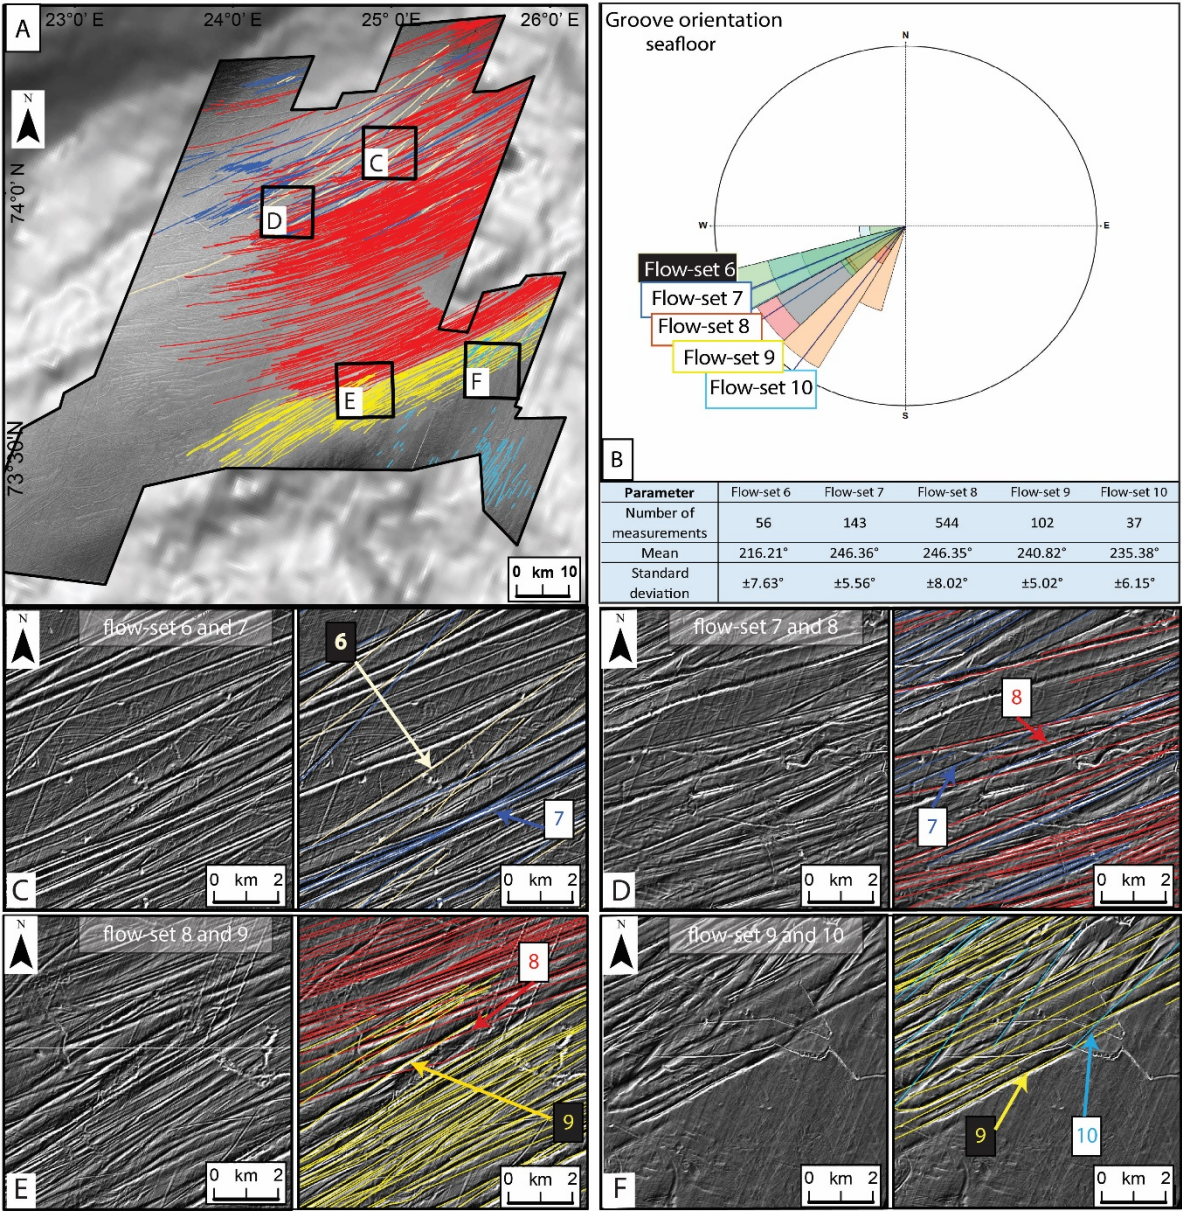 A
23°0' E
24°0' E
25°0' E
26°0' E
N
74°0' N
73°30'N
C
D
E
F
0 km 10
Groove orientation
seafloor
N
W
E
S
Flow-set 6
Flow-set 7
Flow-set 8
Flow-set 9
Flow-set 10
B
Parameter Flow-set 6 Flow-set 7 Flow-set 8 Flow-set 9 Flow-set 10
Number of
measurements 56 143 544 102 37
Mean 216.21° 246.36° 246.35° 240.82° 235.38°
Standard
deviation ±7.63° ±5.56° ±8.02° ±5.02° ±6.15°
N
flow-set 6 and 7
6
7
C
0 km 2
0 km 2
N
flow-set 7 and 8
8
7
D
0 km 2
0 km 2
N
flow-set 8 and 9
8
9
E
0 km 2
0 km 2
N
flow-set 9 and 10
9
10
F
0 km 2
0 km 2